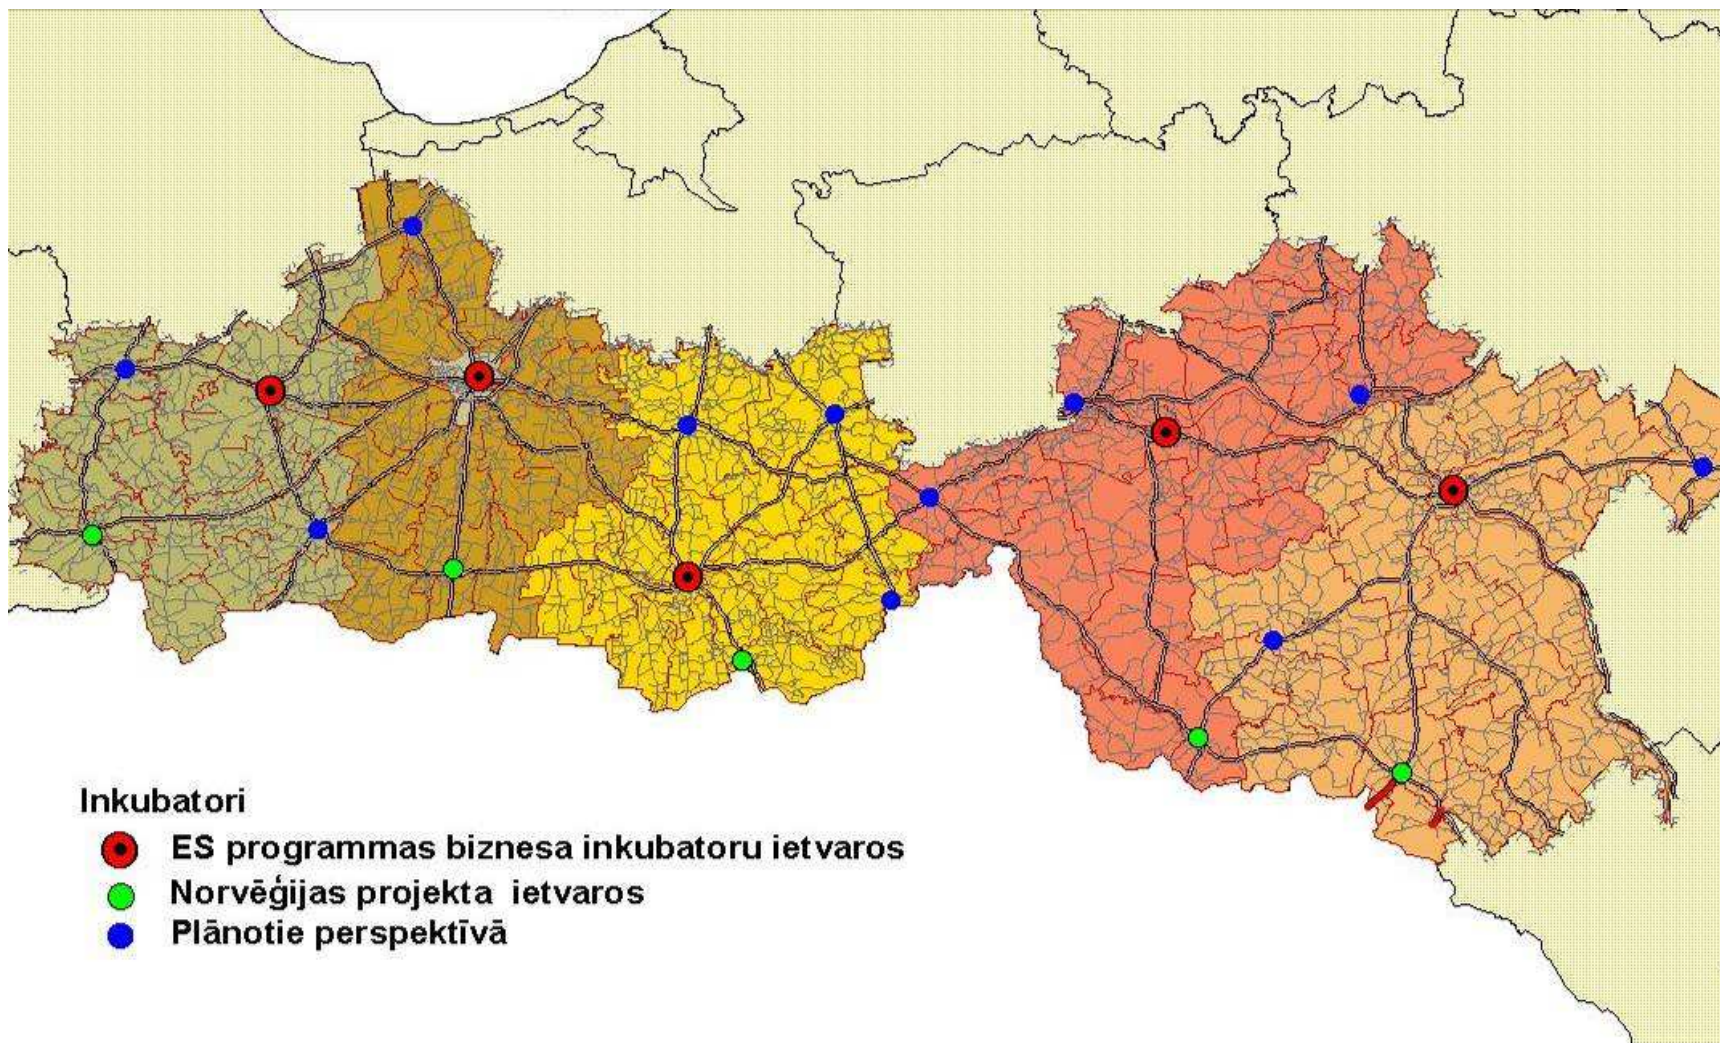 Inkubatori
ES programmas biznesa inkubatoru ietvaros
Norvēģijas projekta ietvaros
Plānotie perspektīvā